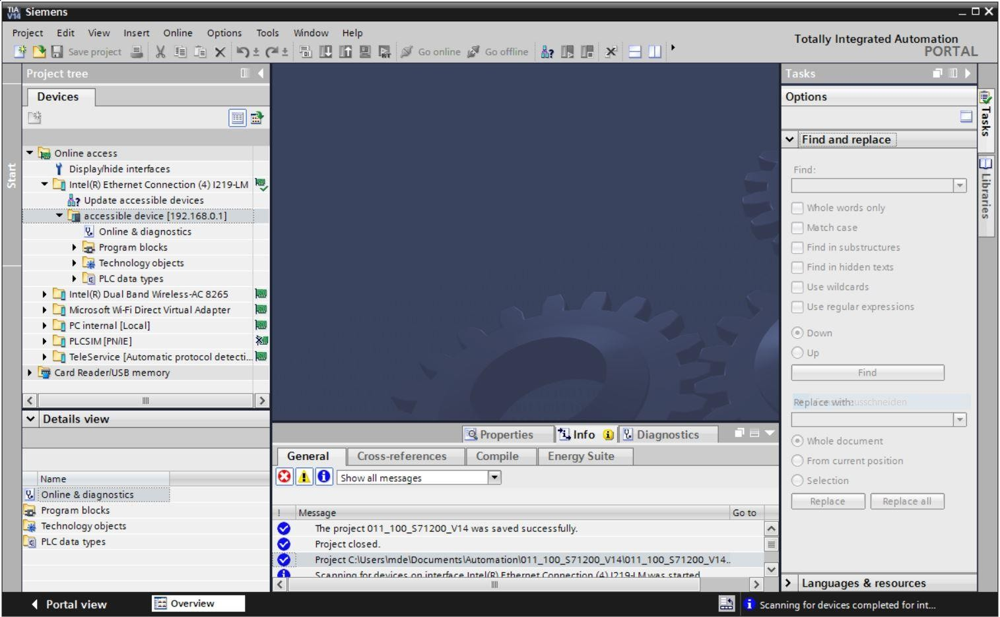 TIA V14 Siemens
Project Edit View Insert Online Options Tools Window Help
Totally Integrated Automation
PORTAL
Save project Go online Go offline
Project tree
Devices
Start
Online access
Display/hide interfaces
Intel(R) Ethernet Connection (4) I219-LM
Update accessible devices
accessible device [192.168.0.1]
Online & diagnostics
Program blocks
Technology objects
PLC data types
Intel(R) Dual Band Wireless-AC 8265
Microsoft Wi-Fi Direct Virtual Adapter
PC internal [Local]
PLCSIM [PN/IE]
TeleService [Automatic protocol detecti...
Card Reader/USB memory
Details view
Name
Online & diagnostics
Program blocks
Technology objects
PLC data types
Properties Info Diagnostics
General Cross-references Compile Energy Suite
Show all messages
! Message Go to
The project 011_100_S71200_V14 was saved successfully.
Project closed.
Project C:\Users\mde\Documents\Automation\011_100_S71200_V14\011_100_S71200_V14..
Scanning for devices on interface Intel(R) Ethernet Connection (4) I219-LM was started
Tasks
Options
Find and replace
Find:
Whole words only
Match case
Find in substructures
Find in hidden texts
Use wildcards
Use regular expressions
Down
Up
Find
Replace with:
Whole document
From current position
Selection
Replace Replace all
Languages & resources
Tasks
Libraries
Portal view Overview Scanning for devices completed for int...